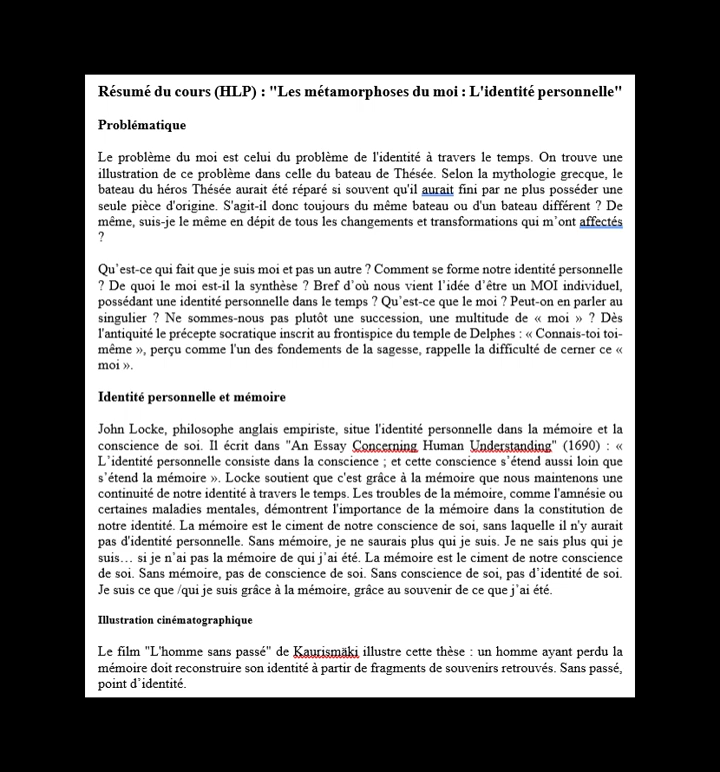 Résumé du cours (HLP) : "Les métamorphoses du moi : L'identité personnelle"
Problématique
Le problème du moi est celui du problème de l'identité à travers le temps. On trouve une
illustration de ce problème dans celle du bateau de Thésée. Selon la mythologie grecque, le
bateau du héros Thésée aurait été réparé si souvent qu'il aurait fini par ne plus posséder une
seule pièce d'origine. S'agit-il donc toujours du même bateau ou d'un bateau différent ? De
même, suis-je le même en dépit de tous les changements et transformations qui m’ont affectés
?
Qu’est-ce qui fait que je suis moi et pas un autre ? Comment se forme notre identité personnelle
? De quoi le moi est-il la synthèse ? Bref d’où nous vient l’idée d’être un MOI individuel,
possédant une identité personnelle dans le temps ? Qu’est-ce que le moi ? Peut-on en parler au
singulier ? Ne sommes-nous pas plutôt une succession, une multitude de « moi » ? Dès
l'antiquité le précepte socratique inscrit au frontispice du temple de Delphes : « Connais-toi toi-
même », perçu comme l'un des fondements de la sagesse, rappelle la difficulté de cerner ce «
moi ».
Identité personnelle et mémoire
John Locke, philosophe anglais empiriste, situe l'identité personnelle dans la mémoire et la
conscience de soi. Il écrit dans "An Essay Concerning Human Understanding" (1690) : «
L’identité personnelle consiste dans la conscience ; et cette conscience s’étend aussi loin que
s’étend la mémoire ». Locke soutient que c'est grâce à la mémoire que nous maintenons une
continuité de notre identité à travers le temps. Les troubles de la mémoire, comme l'amnésie ou
certaines maladies mentales, démontrent l'importance de la mémoire dans la constitution de
notre identité. La mémoire est le ciment de notre conscience de soi, sans laquelle il n'y aurait
pas d'identité personnelle. Sans mémoire, je ne saurais plus qui je suis. Je ne sais plus qui je
suis… si je n’ai pas la mémoire de qui j’ai été. La mémoire est le ciment de notre conscience
de soi. Sans mémoire, pas de conscience de soi. Sans conscience de soi, pas d’identité de soi.
Je suis ce que /qui je suis grâce à la mémoire, grâce au souvenir de ce que j’ai été.
Illustration cinématographique
Le film "L'homme sans passé" de Kaurismäki illustre cette thèse : un homme ayant perdu la
mémoire doit reconstruire son identité à partir de fragments de souvenirs retrouvés. Sans passé,
point d’identité.